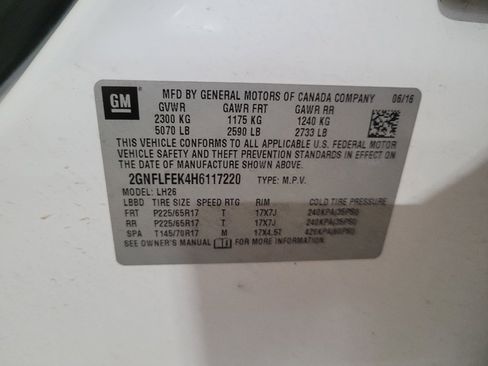 GM
MFD BY GENERAL MOTORS OF CANADA COMPANY 06/16
GVWR GAWR FRT GAWR RR
2300 KG 1175 KG 1240 KG
5070 LB 2590 LB 2733 LB
THIS VEHICLE CONFORMS TO ALL APPLICABLE U.S. FEDERAL MOTOR
VEHICLE SAFETY AND THEFT PREVENTION STANDARDS IN EFFECT ON
THE DATE OF MANUFACTURE SHOWN ABOVE.
2GNFLFEK4H6117220 TYPE: M.P.V.
MODEL: LH26
LBBD TIRE SIZE SPEED RTG RIM COLD TIRE PRESSURE
FRT P225/65R17 T 17X7J 240KPA(35PSI)
RR P225/65R17 T 17X7J 240KPA(35PSI)
SPA T145/70R17 M 17X4.5T 420KPA(60PSI)
SEE OWNER'S MANUAL FOR MORE INFORMATION.